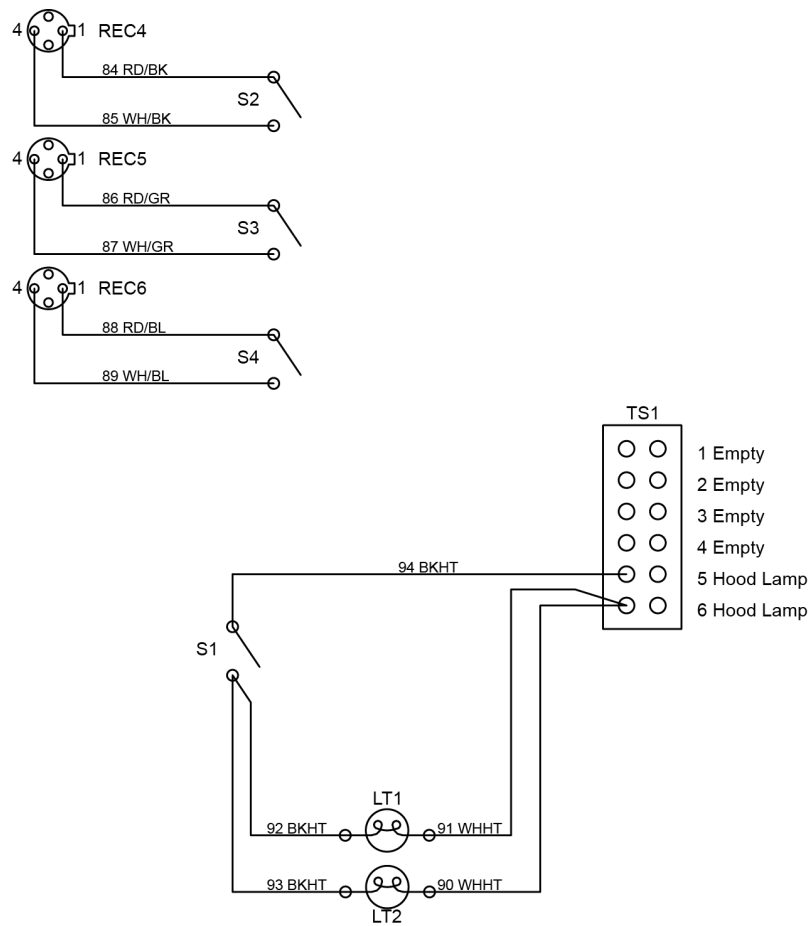 4 1 REC4
84 RD/BK
S2
85 WH/BK
4 1 REC5
86 RD/GR
S3
87 WH/GR
4 1 REC6
88 RD/BL
S4
89 WH/BL
TS1
1 Empty
2 Empty
3 Empty
4 Empty
94 BKHT
5 Hood Lamp
6 Hood Lamp
S1
LT1
92 BKHT 91 WHHT
93 BKHT 90 WHHT
LT2